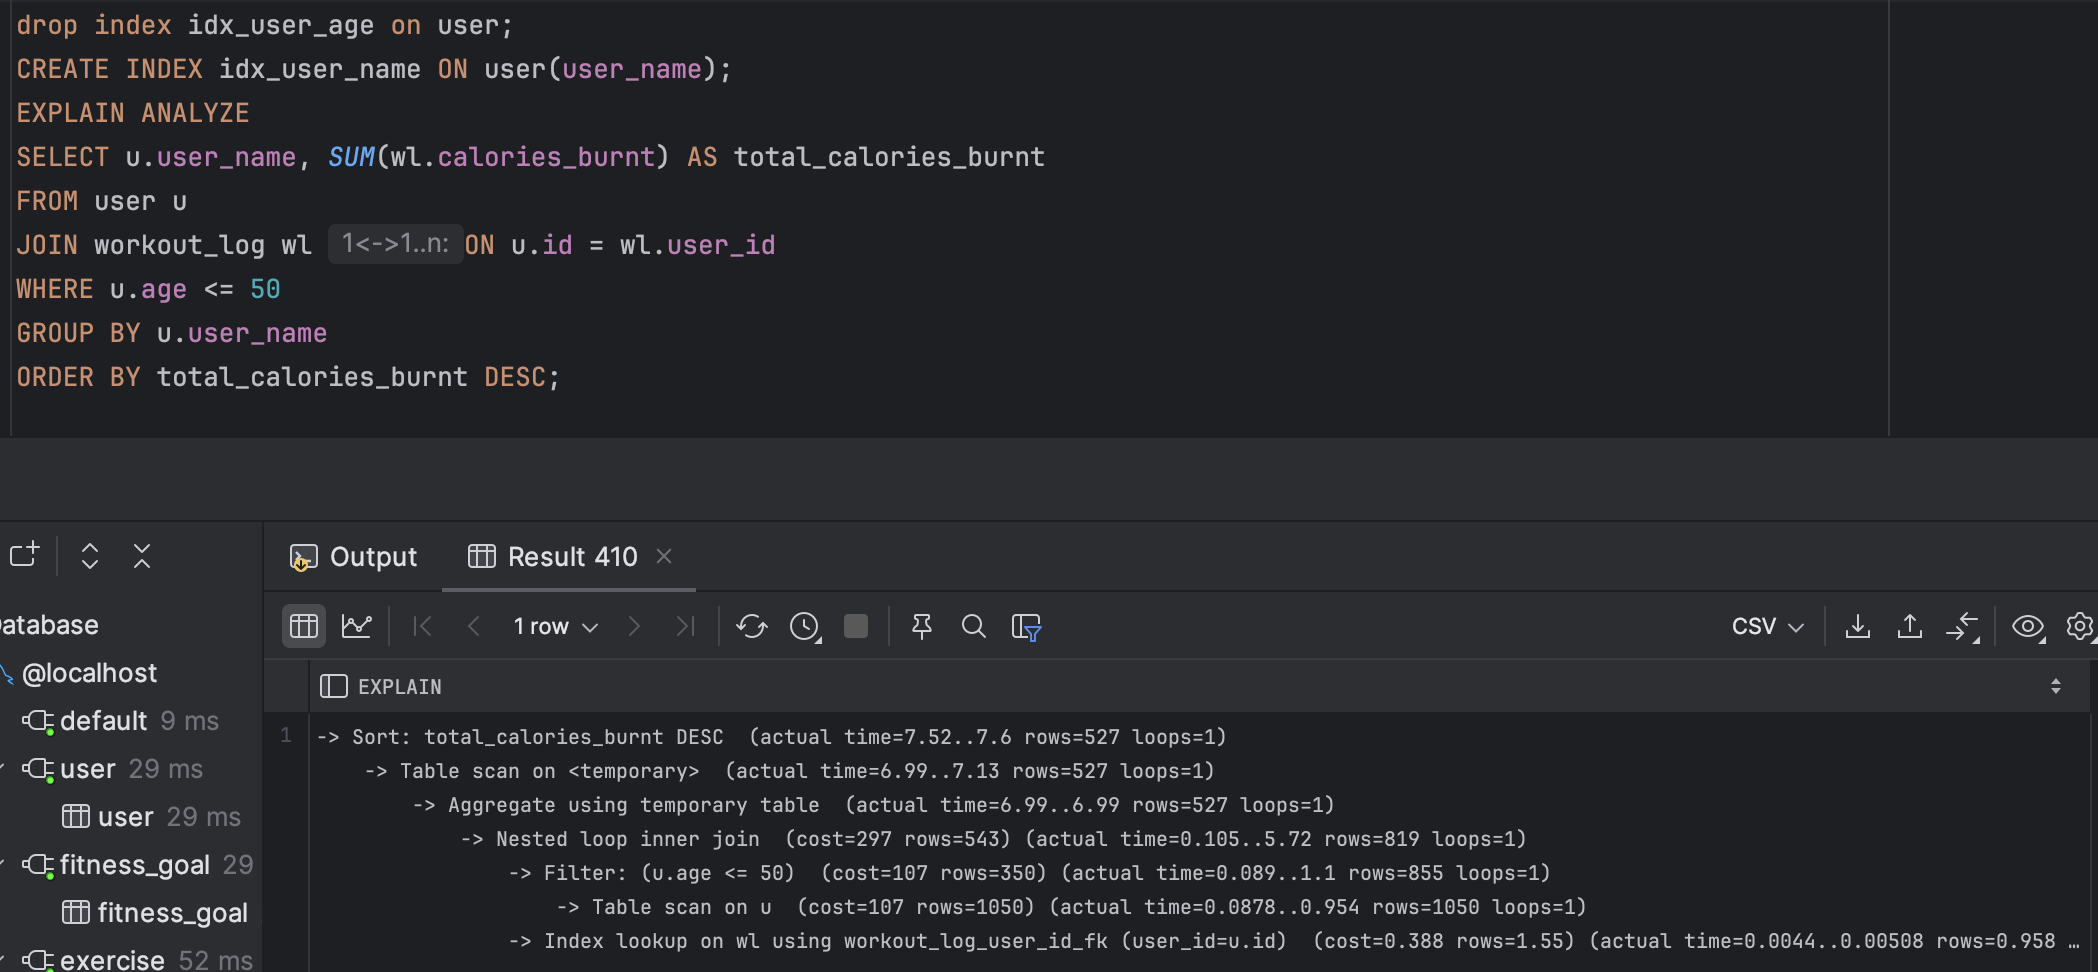 drop index idx_user_age on user;
CREATE INDEX idx_user_name ON user(user_name);
EXPLAIN ANALYZE
SELECT u.user_name, SUM(wl.calories_burnt) AS total_calories_burnt
FROM user u
JOIN workout_log wl 1<->1..n: ON u.id = wl.user_id
WHERE u.age <= 50
GROUP BY u.user_name
ORDER BY total_calories_burnt DESC;
Output
Result 410
1 row
CSV
atabase
@localhost
default 9 ms
user 29 ms
user 29 ms
fitness_goal 29
fitness_goal
exercise 52 ms
EXPLAIN
1
-> Sort: total_calories_burnt DESC (actual time=7.52..7.6 rows=527 loops=1)
-> Table scan on <temporary> (actual time=6.99..7.13 rows=527 loops=1)
-> Aggregate using temporary table (actual time=6.99..6.99 rows=527 loops=1)
-> Nested loop inner join (cost=297 rows=543) (actual time=0.105..5.72 rows=819 loops=1)
-> Filter: (u.age <= 50) (cost=107 rows=350) (actual time=0.089..1.1 rows=855 loops=1)
-> Table scan on u (cost=107 rows=1050) (actual time=0.0878..0.954 rows=1050 loops=1)
-> Index lookup on wl using workout_log_user_id_fk (user_id=u.id) (cost=0.388 rows=1.55) (actual time=0.0044..0.00508 rows=0.958 …